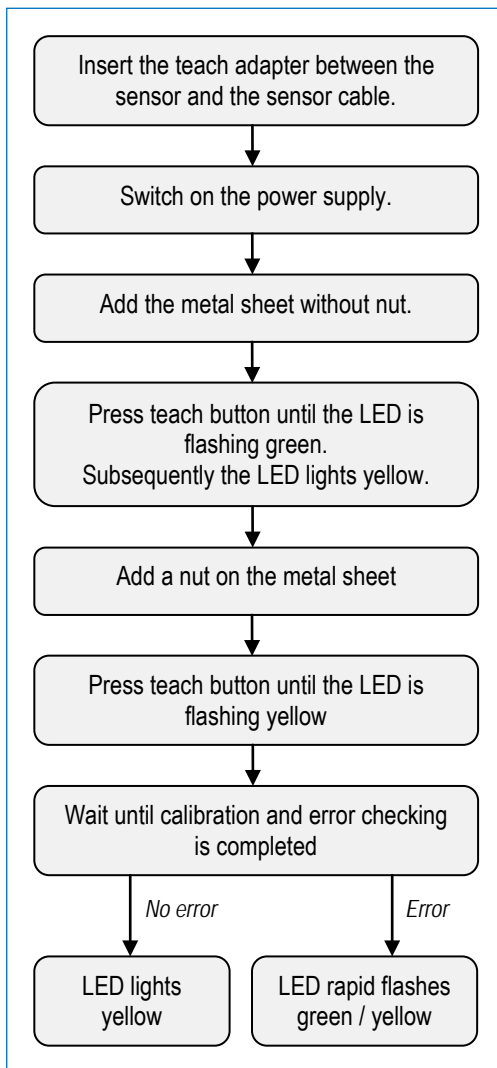 Insert the teach adapter between the
sensor and the sensor cable.
Switch on the power supply.
Add the metal sheet without nut.
Press teach button until the LED is
flashing green.
Subsequently the LED lights yellow.
Add a nut on the metal sheet
Press teach button until the LED is
flashing yellow
Wait until calibration and error checking
is completed
No error
Error
LED lights
yellow
LED rapid flashes
green / yellow